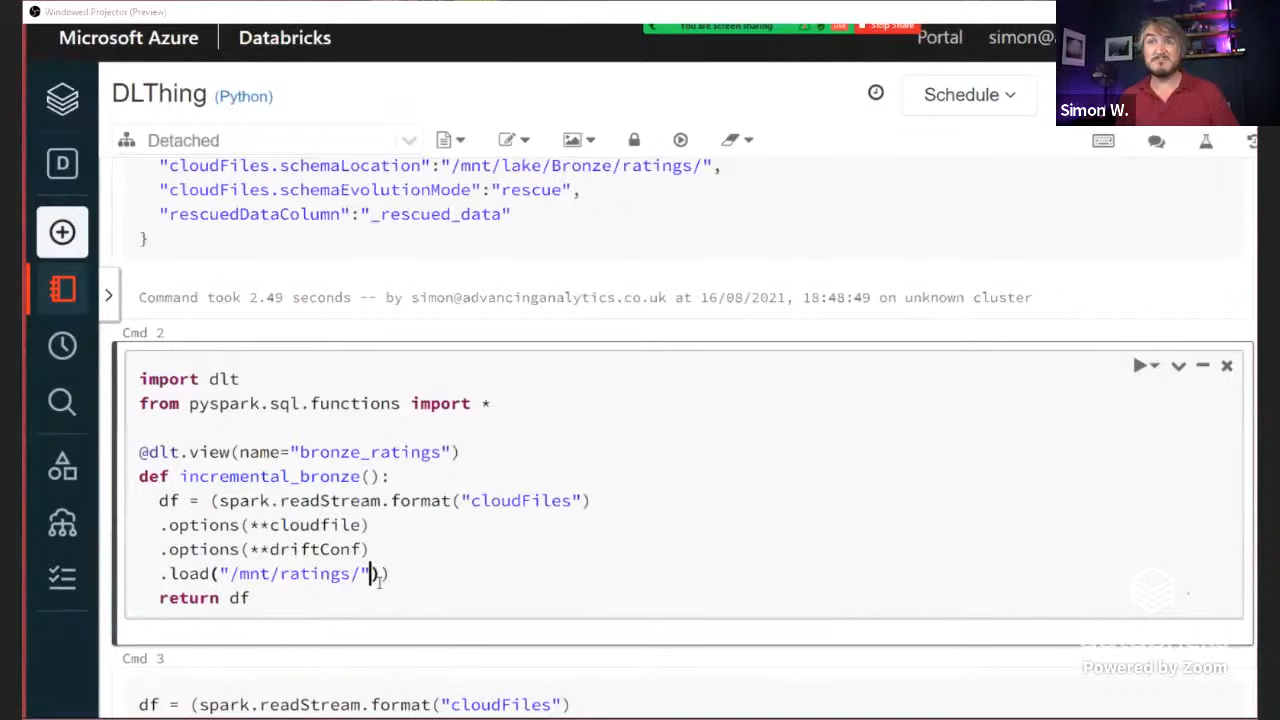 Windowed Projector (Preview)
You are screen sharing
LIVE
Stop Share
Microsoft Azure
Databricks
Portal
simon@
Simon W.
DLThing (Python)
Schedule
Detached
D
"cloudFiles.schemaLocation":"/mnt/lake/Bronze/ratings/",
"cloudFiles.schemaEvolutionMode":"rescue",
"rescuedDataColumn":"_rescued_data"
}
Command took 2.49 seconds -- by simon@advancinganalytics.co.uk at 16/08/2021, 18:48:49 on unknown cluster
Cmd 2
import dlt
from pyspark.sql.functions import *
@dlt.view(name="bronze_ratings")
def incremental_bronze():
df = (spark.readStream.format("cloudFiles")
.options(**cloudfile)
.options(**driftConf)
.load("/mnt/ratings/"))
return df
Cmd 3
Powered by Zoom
df = (spark.readStream.format("cloudFiles")